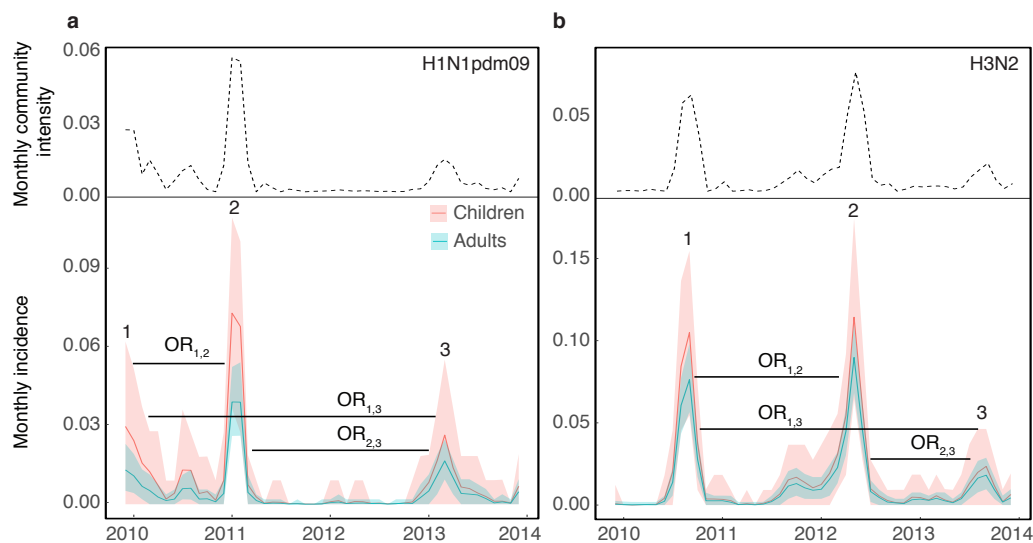 a
b
Monthly community
intensity
0.06
0.03
0.00
H1N1pdm09
0.05
0.00
H3N2
Monthly incidence
0.09
0.06
0.03
0.00
1
2
3
Children
Adults
OR1,2
OR1,3
OR2,3
2010
2011
2012
2013
2014
0.15
0.10
0.05
0.00
1
2
3
OR1,2
OR1,3
OR2,3
2010
2011
2012
2013
2014